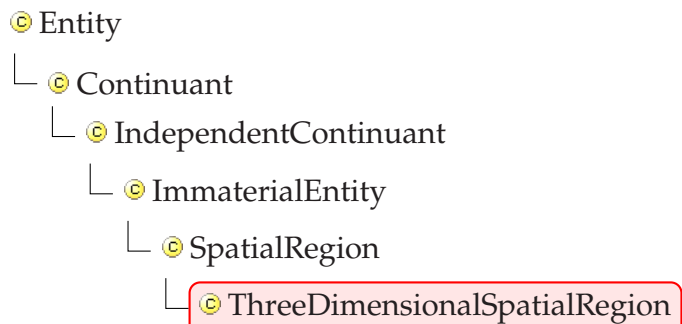 Entity
Continuant
IndependentContinuant
ImmaterialEntity
SpatialRegion
ThreeDimensionalSpatialRegion